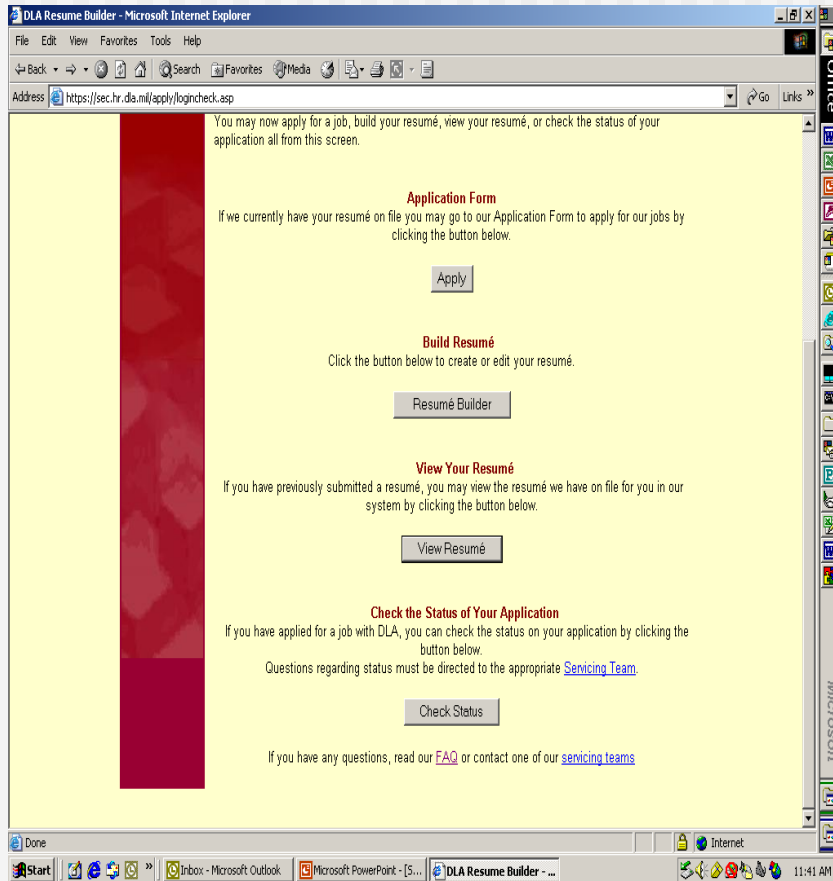 DLA Resume Builder - Microsoft Internet Explorer
File Edit View Favorites Tools Help
Back Search Favorites Media
Address https://sec.hr.dla.mil/apply/logincheck.asp Go Links »
Office
You may now apply for a job, build your resumé, view your resumé, or check the status of your
application all from this screen.
Application Form
If we currently have your resumé on file you may go to our Application Form to apply for our jobs by
clicking the button below.
Apply
Build Resumé
Click the button below to create or edit your resumé.
Resumé Builder
View Your Resumé
If you have previously submitted a resumé, you may view the resumé we have on file for you in our
system by clicking the button below.
View Resumé
Check the Status of Your Application
If you have applied for a job with DLA, you can check the status on your application by clicking the
button below.
Questions regarding status must be directed to the appropriate Servicing Team.
Check Status
If you have any questions, read our FAQ or contact one of our servicing teams
Done Internet
Start » Inbox - Microsoft Outlook Microsoft PowerPoint - [S... DLA Resume Builder - ... 11:41 AM